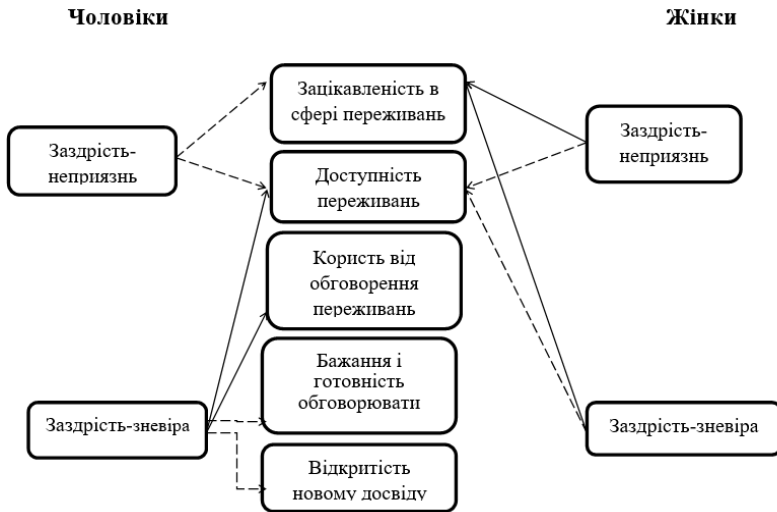 Чоловіки
Жінки
Зацікавленість в
сфері переживань
Заздрість-
неприязнь
Заздрість-
неприязнь
Доступність
переживань
Користь від
обговорення
переживань
Бажання і
готовність
обговорювати
Заздрість-зневіра
Заздрість-зневіра
Відкритість
новому досвіду